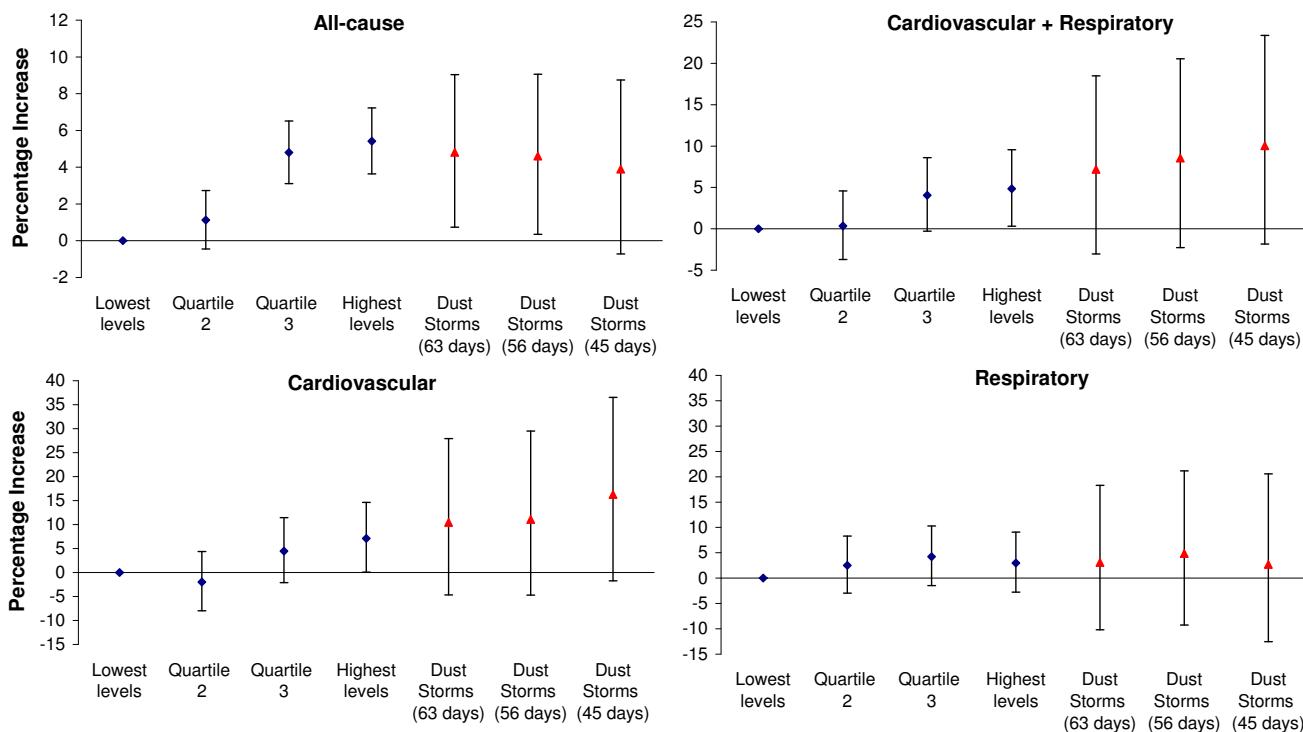 All-cause
Percentage Increase
12
10
8
6
4
2
0
-2
Lowest Quartile Quartile Highest Dust Dust Dust
levels 2 3 levels Storms Storms Storms
(63 days) (56 days) (45 days)
Cardiovascular + Respiratory
25
20
15
10
5
0
-5
Lowest Quartile Quartile Highest Dust Dust Dust
levels 2 3 levels Storms Storms Storms
(63 days) (56 days) (45 days)
Cardiovascular
Percentage Increase
40
35
30
25
20
15
10
5
0
-5
-10
-15
Lowest Quartile Quartile Highest Dust Dust Dust
levels 2 3 levels Storms Storms Storms
(63 days) (56 days) (45 days)
Respiratory
40
35
30
25
20
15
10
5
0
-5
-10
-15
Lowest Quartile Quartile Highest Dust Dust Dust
levels 2 3 levels Storms Storms Storms
(63 days) (56 days) (45 days)